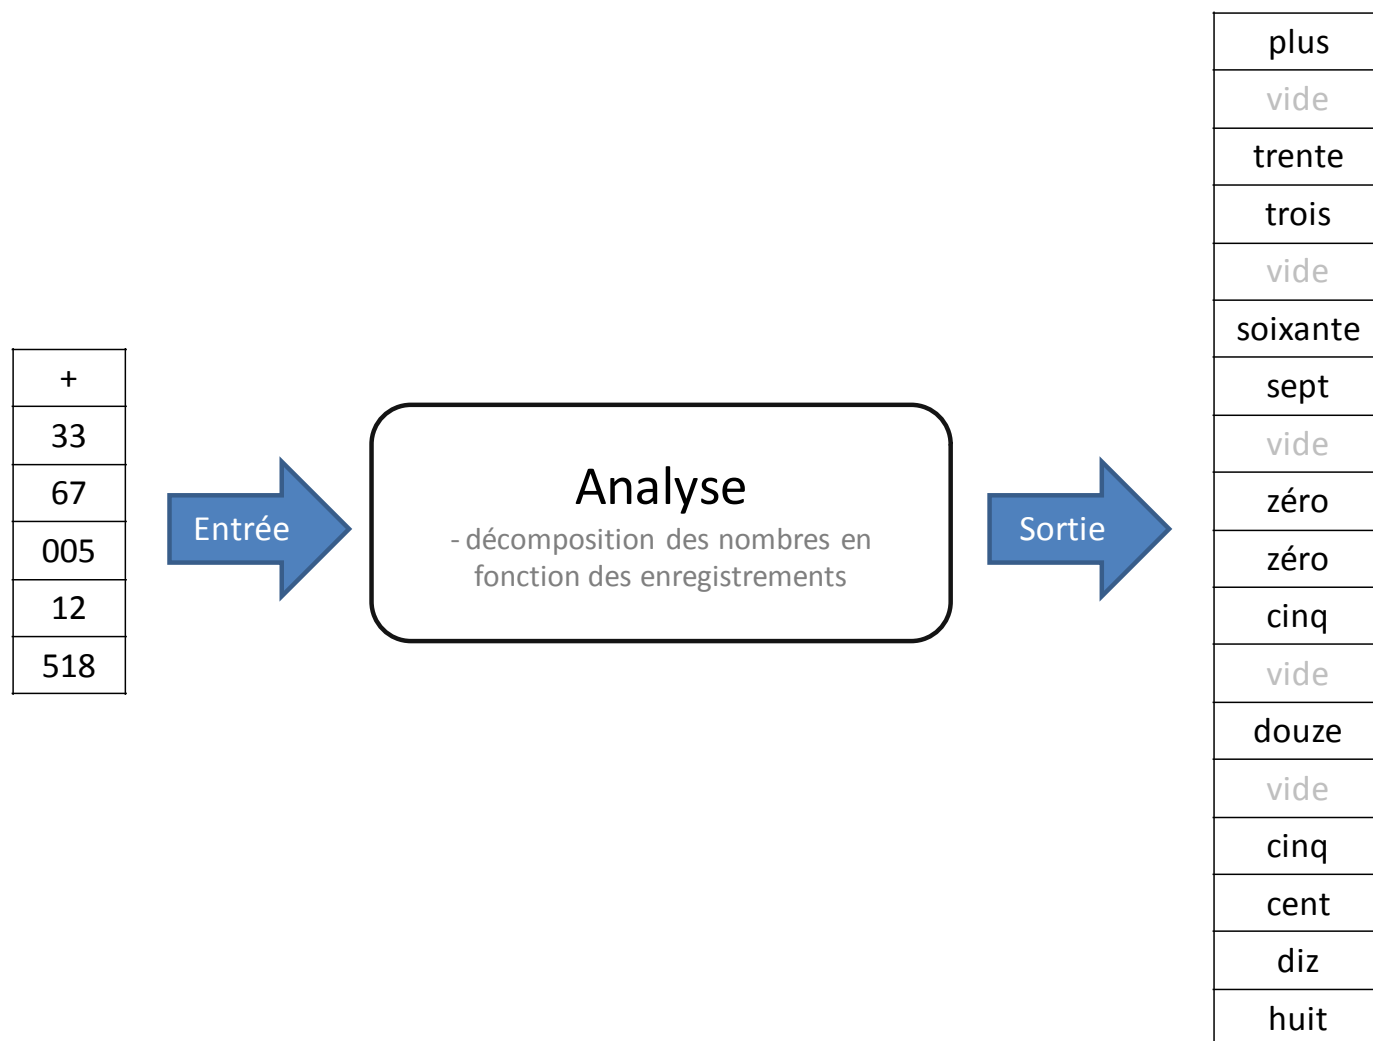 +
33
67
005
12
518
Entrée
Analyse
- décomposition des nombres en
fonction des enregistrements
Sortie
plus
vide
trente
trois
vide
soixante
sept
vide
zéro
zéro
cinq
vide
douze
vide
cinq
cent
diz
huit